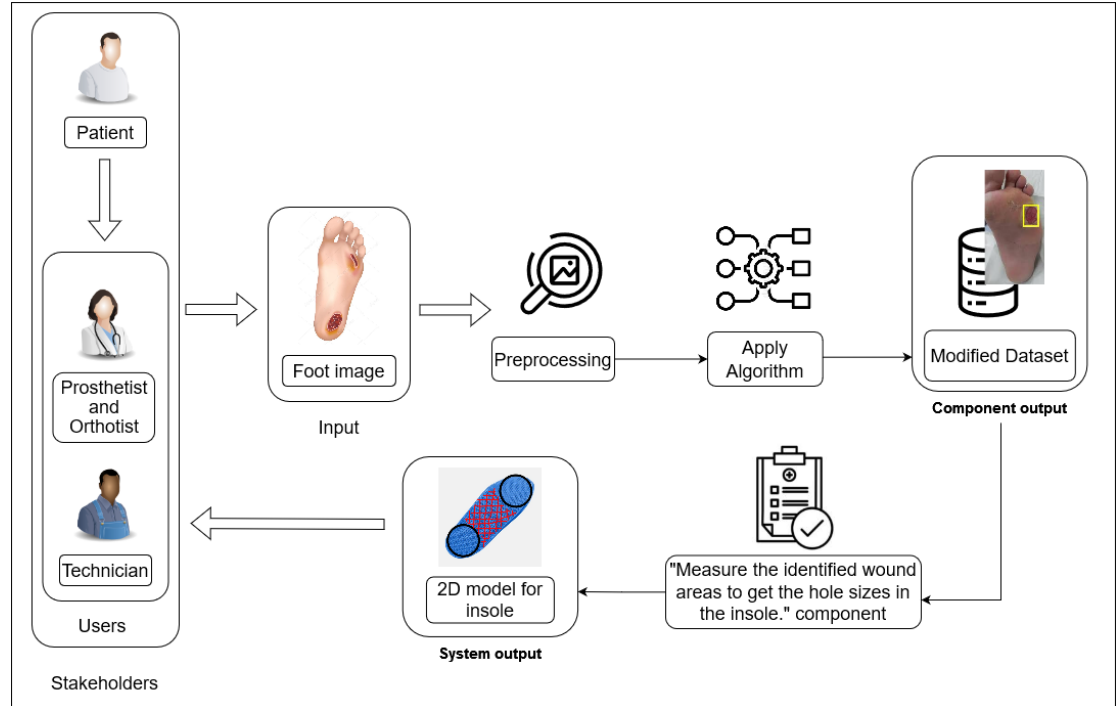 Patient
Prosthetist
and
Orthotist
Technician
Users
Stakeholders
Foot image
Input
Preprocessing
Apply
Algorithm
Modified Dataset
Component output
"Measure the identified wound
areas to get the hole sizes in
the insole." component
2D model for
insole
System output